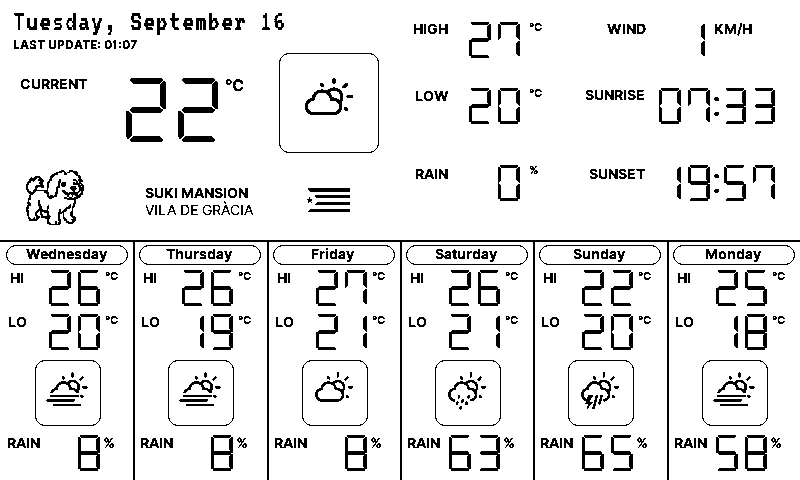 Tuesday, September 16
LAST UPDATE: 01:07
CURRENT 22 °C
HIGH 27 °C
LOW 20 °C
RAIN 0 %
WIND 1 KM/H
SUNRISE 07:33
SUNSET 19:57
SUKI MANSION
VILA DE GRÀCIA
Wednesday
HI 26 °C
LO 20 °C
RAIN 8 %
Thursday
HI 26 °C
LO 19 °C
RAIN 8 %
Friday
HI 27 °C
LO 21 °C
RAIN 8 %
Saturday
HI 26 °C
LO 21 °C
RAIN 63 %
Sunday
HI 22 °C
LO 20 °C
RAIN 65 %
Monday
HI 25 °C
LO 18 °C
RAIN 58 %